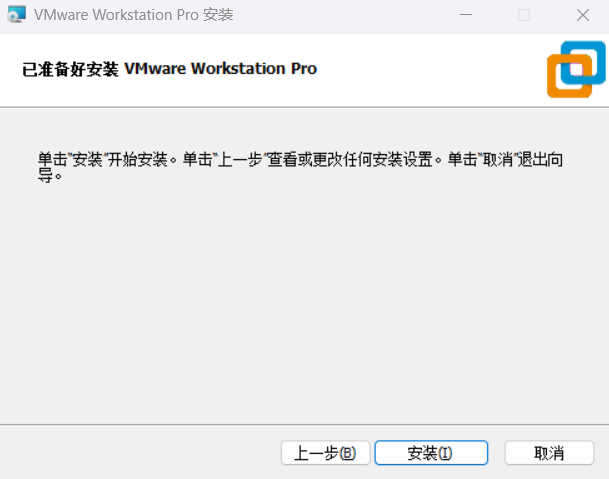 VMware Workstation Pro 安装
已准备好安装 VMware Workstation Pro
单击“安装”开始安装。单击“上一步”查看或更改任何安装设置。单击“取消”退出向
导。
上一步(B)
安装(I)
取消